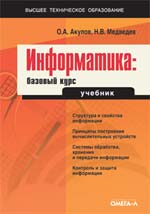 ВЫСШЕЕ ТЕХНИЧЕСКОЕ ОБРАЗОВАНИЕ
О.А. Акулов, Н.В. Медведев
Информатика:
базовый курс
учебник
Структура и свойства
информации
Принципы построения
вычислительных устройств
Системы обработки,
хранения
и передачи информации
Контроль и защита
информации
ОМЕГА-Л